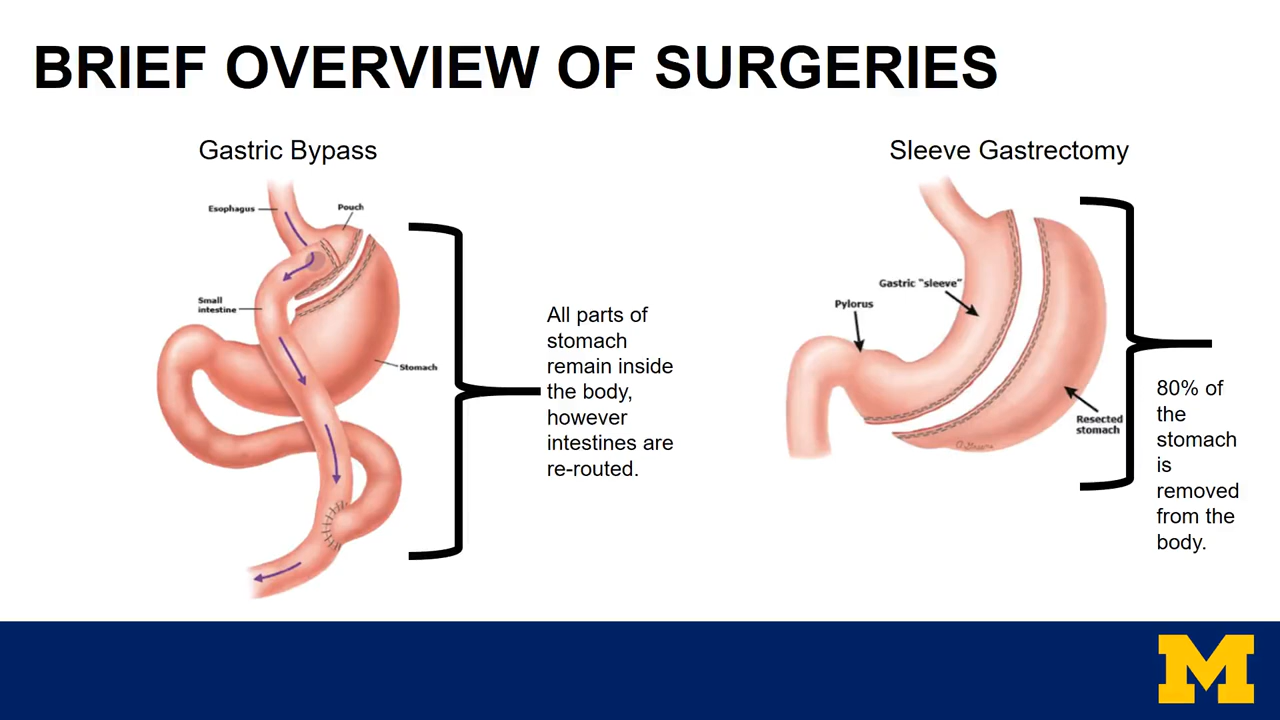 BRIEF OVERVIEW OF SURGERIES
Gastric Bypass
Esophagus
Pouch
Small
intestine
Stomach
All parts of
stomach
remain inside
the body,
however
intestines are
re-routed.
Sleeve Gastrectomy
Gastric "sleeve"
Pylorus
Resected
stomach
80% of
the
stomach
is
removed
from the
body.
M